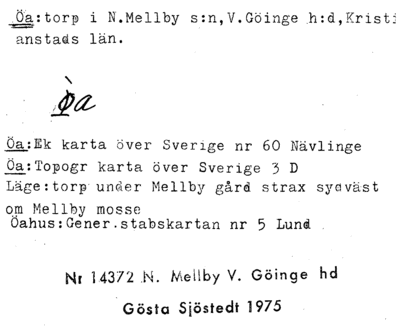 Öa:torp i N.Mellby s:n,V.Göinge h:d,Kristi
anstads län.
Öa
Öa:Ek karta över Sverige nr 60 Nävlinge
Öa:Topogr karta över Sverige 3 D
Läge:torp under Mellby gård strax sydväst
om Mellby mosse
Öahus:Gener.stabskartan nr 5 Lund
Nr 14372 N. Mellby V. Göinge hd
Gösta Sjöstedt 1975